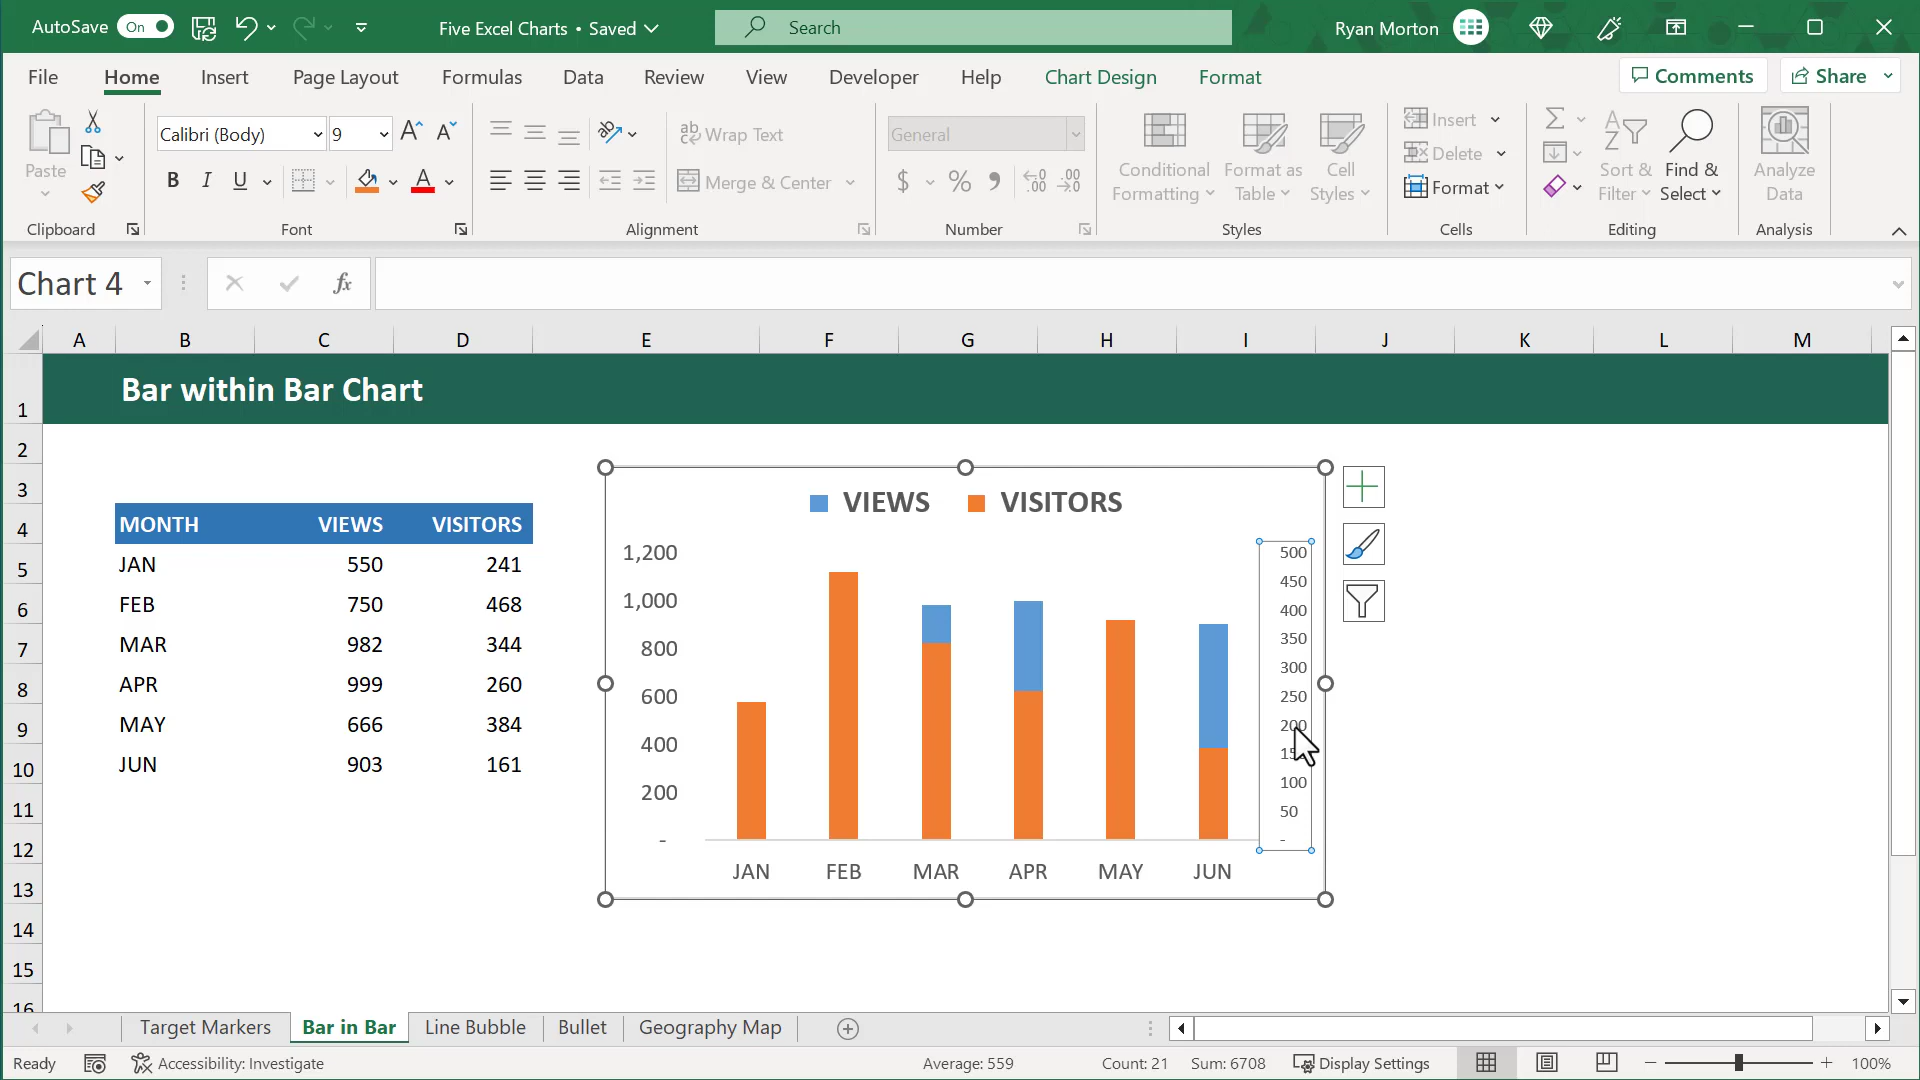 AutoSave On Five Excel Charts • Saved Search Ryan Morton
File Home Insert Page Layout Formulas Data Review View Developer Help Chart Design Format Comments Share
Paste
Clipboard
Calibri (Body) 9
B I U A
Font
ab Wrap Text
Merge & Center
Alignment
General
$ % 9 .00 .00
Number
Conditional Formatting
Format as Table
Cell Styles
Styles
Insert
Delete
Format
Cells
Sort & Filter
Find & Select
Editing
Analyze Data
Analysis
Chart 4 fx
A B C D E F G H I J K L M
1 Bar within Bar Chart
2
3
4 MONTH VIEWS VISITORS
5 JAN 550 241
6 FEB 750 468
7 MAR 982 344
8 APR 999 260
9 MAY 666 384
10 JUN 903 161
11
12
13
14
15
16
VIEWS VISITORS
1,200
1,000
800
600
400
200
-
500
450
400
350
300
250
200
100
50
-
JAN FEB MAR APR MAY JUN
Target Markers Bar in Bar Line Bubble Bullet Geography Map
Ready Accessibility: Investigate Average: 559 Count: 21 Sum: 6708 Display Settings 100%